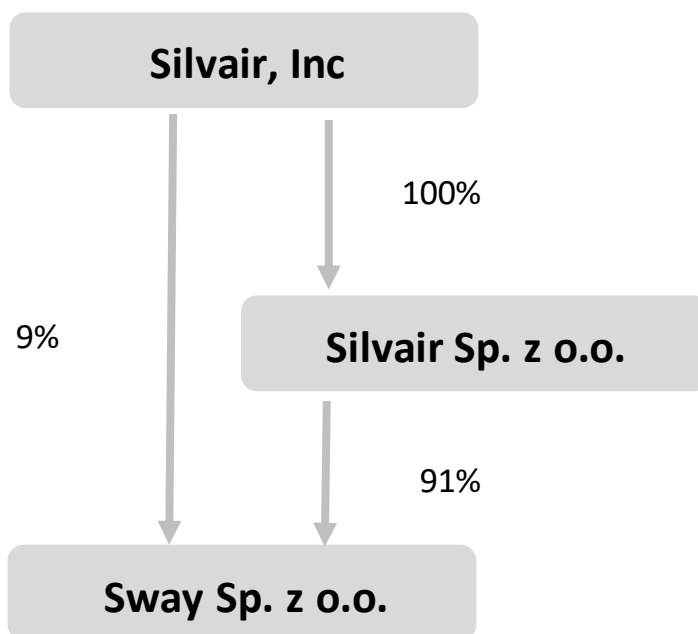 Silvair, Inc
100%
9%
Silvair Sp. z o.o.
91%
Sway Sp. z o.o.